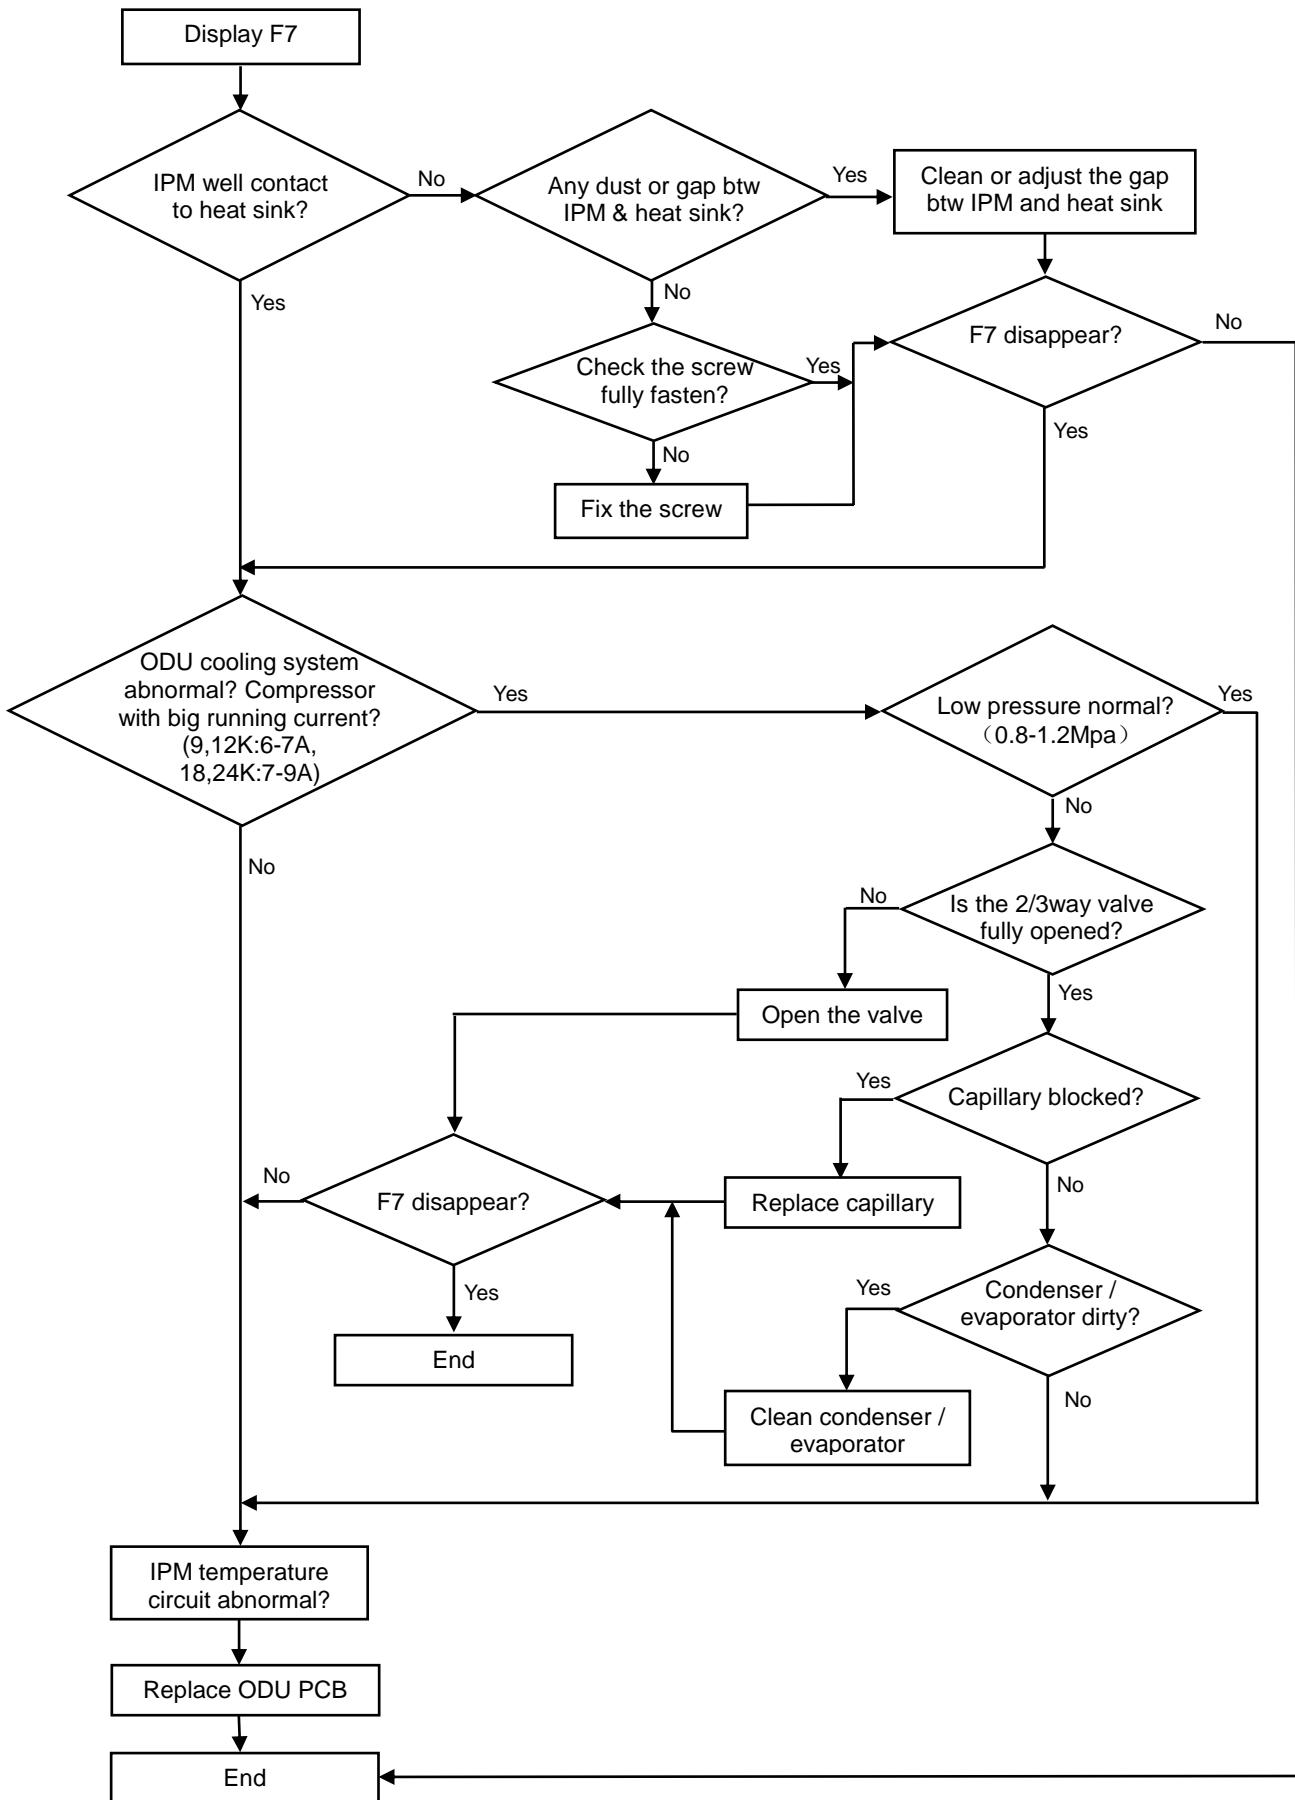 Display F7
IPM well contact
to heat sink?
No
Any dust or gap btw
IPM & heat sink?
Yes
Clean or adjust the gap
btw IPM and heat sink
Yes
No
F7 disappear?
No
Check the screw
fully fasten?
Yes
Yes
No
Fix the screw
ODU cooling system
abnormal? Compressor
with big running current?
(9,12K:6-7A,
18,24K:7-9A)
Yes
Low pressure normal?
（0.8-1.2Mpa）
Yes
No
No
Is the 2/3way valve
fully opened?
No
Yes
Open the valve
Capillary blocked?
Yes
No
Replace capillary
F7 disappear?
No
Yes
End
Condenser /
evaporator dirty?
Yes
No
Clean condenser /
evaporator
IPM temperature
circuit abnormal?
Replace ODU PCB
End